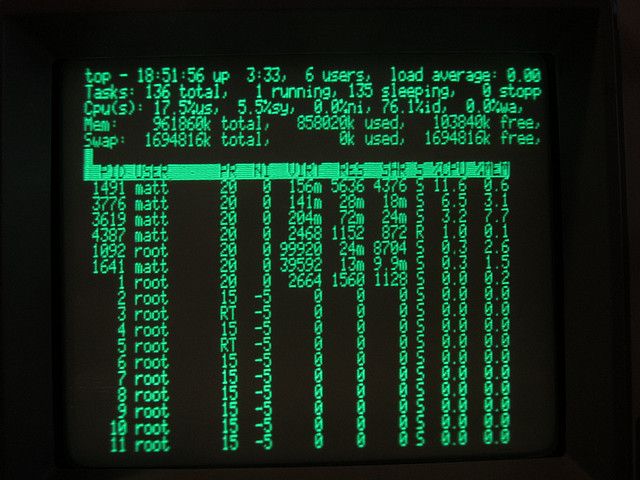 top - 18:51:56 up  3:33,  6 users,  load average: 0.00
Tasks: 136 total,   1 running, 135 sleeping,   0 stopp
Cpu(s): 17.5%us,  5.5%sy,  0.0%ni, 76.1%id,  0.0%wa,
Mem:    961860k total,   858020k used,   103840k free,
Swap:  1694816k total,        0k used,  1694816k free,
PID USER PR NI VIRT RES SHR S %CPU %MEM
1491 matt 20 0 156m 5636 4376 S 11.6 0.6
3776 matt 20 0 141m 28m 18m S 6.5 3.1
3619 matt 20 0 204m 72m 24m S 3.2 7.7
4387 matt 20 0 2468 1152 872 R 1.0 0.1
1092 root 20 0 99920 24m 8704 S 0.3 2.6
1641 matt 20 0 39592 13m 9.9m S 0.3 1.5
1 root 20 0 2664 1560 1128 S 0.0 0.2
2 root 15 -5 0 0 0 S 0.0 0.0
3 root RT -5 0 0 0 S 0.0 0.0
4 root 15 -5 0 0 0 S 0.0 0.0
5 root RT -5 0 0 0 S 0.0 0.0
6 root 15 -5 0 0 0 S 0.0 0.0
7 root 15 -5 0 0 0 S 0.0 0.0
8 root 15 -5 0 0 0 S 0.0 0.0
9 root 15 -5 0 0 0 S 0.0 0.0
10 root 15 -5 0 0 0 S 0.0 0.0
11 root 15 -5 0 0 0 S 0.0 0.0